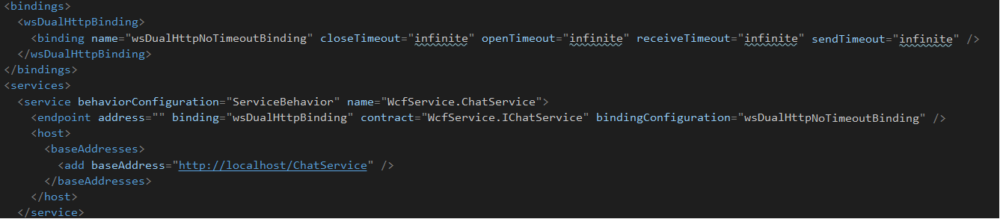 <bindings>
<wsDualHttpBinding>
<binding name="wsDualHttpNoTimeoutBinding" closeTimeout="infinite" openTimeout="infinite" receiveTimeout="infinite" sendTimeout="infinite" />
</wsDualHttpBinding>
</bindings>
<services>
<service behaviorConfiguration="ServiceBehavior" name="WcfService.ChatService">
<endpoint address="" binding="wsDualHttpBinding" contract="WcfService.IChatService" bindingConfiguration="wsDualHttpNoTimeoutBinding" />
<host>
<baseAddresses>
<add baseAddress="http://localhost/ChatService" />
</baseAddresses>
</host>
</service>